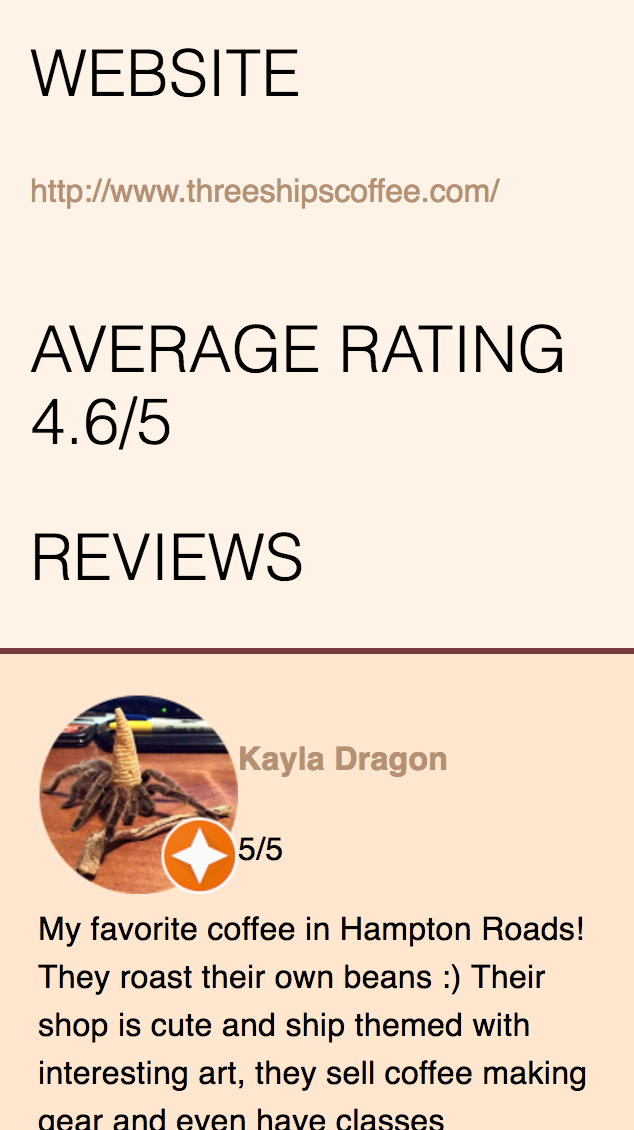 WEBSITE
http://www.threeshipscoffee.com/
AVERAGE RATING
4.6/5
REVIEWS
Kayla Dragon
5/5
My favorite coffee in Hampton Roads!
They roast their own beans :) Their
shop is cute and ship themed with
interesting art, they sell coffee making
gear and even have classes